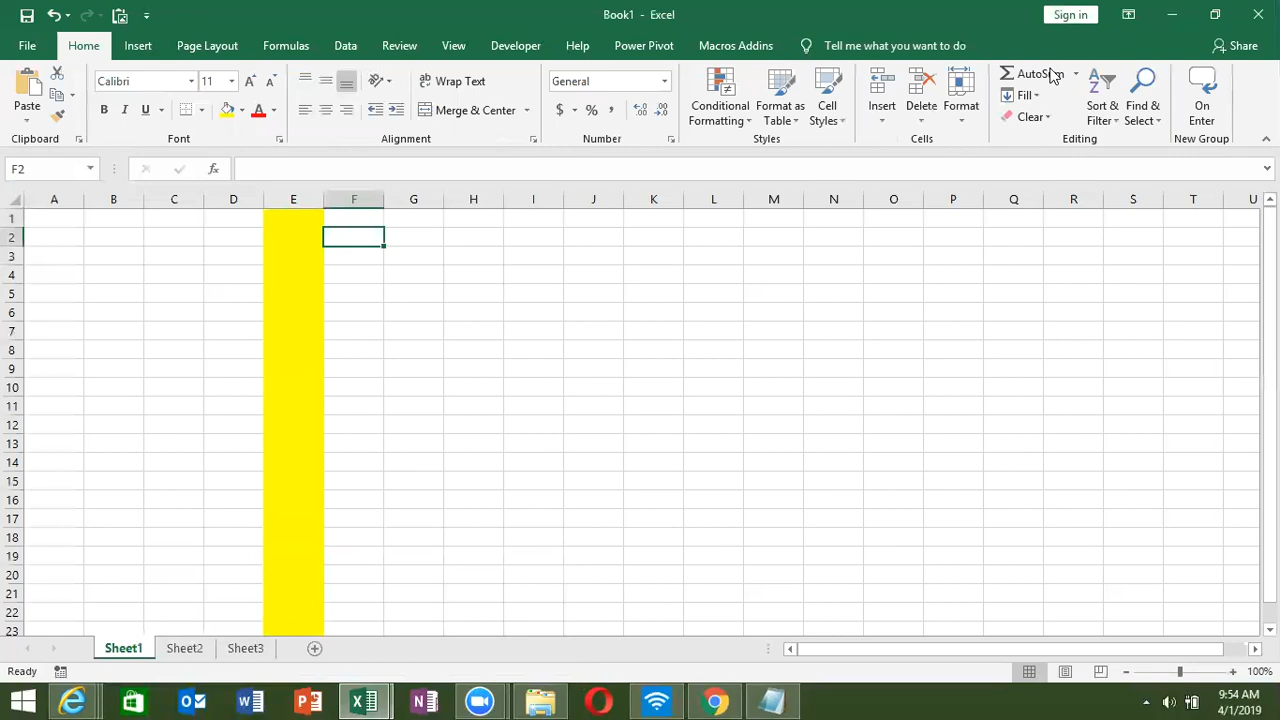 Book1 - Excel
Sign in
File Home Insert Page Layout Formulas Data Review View Developer Help Power Pivot Macros Addins Tell me what you want to do Share
Paste
Calibri 11
Wrap Text
General
Merge & Center
$ %
Conditional Formatting
Format as Table
Cell Styles
Insert
Delete
Format
Fill
Clear
Sort & Filter
Find & Select
On Enter
Clipboard Font Alignment Number Styles Cells Editing New Group
F2
fx
A B C D E F G H I J K L M N O P Q R S T U
1
2
3
4
5
6
7
8
9
10
11
12
13
14
15
16
17
18
19
20
21
22
23
Sheet1 Sheet2 Sheet3
Ready
100%
9:54 AM
4/1/2019